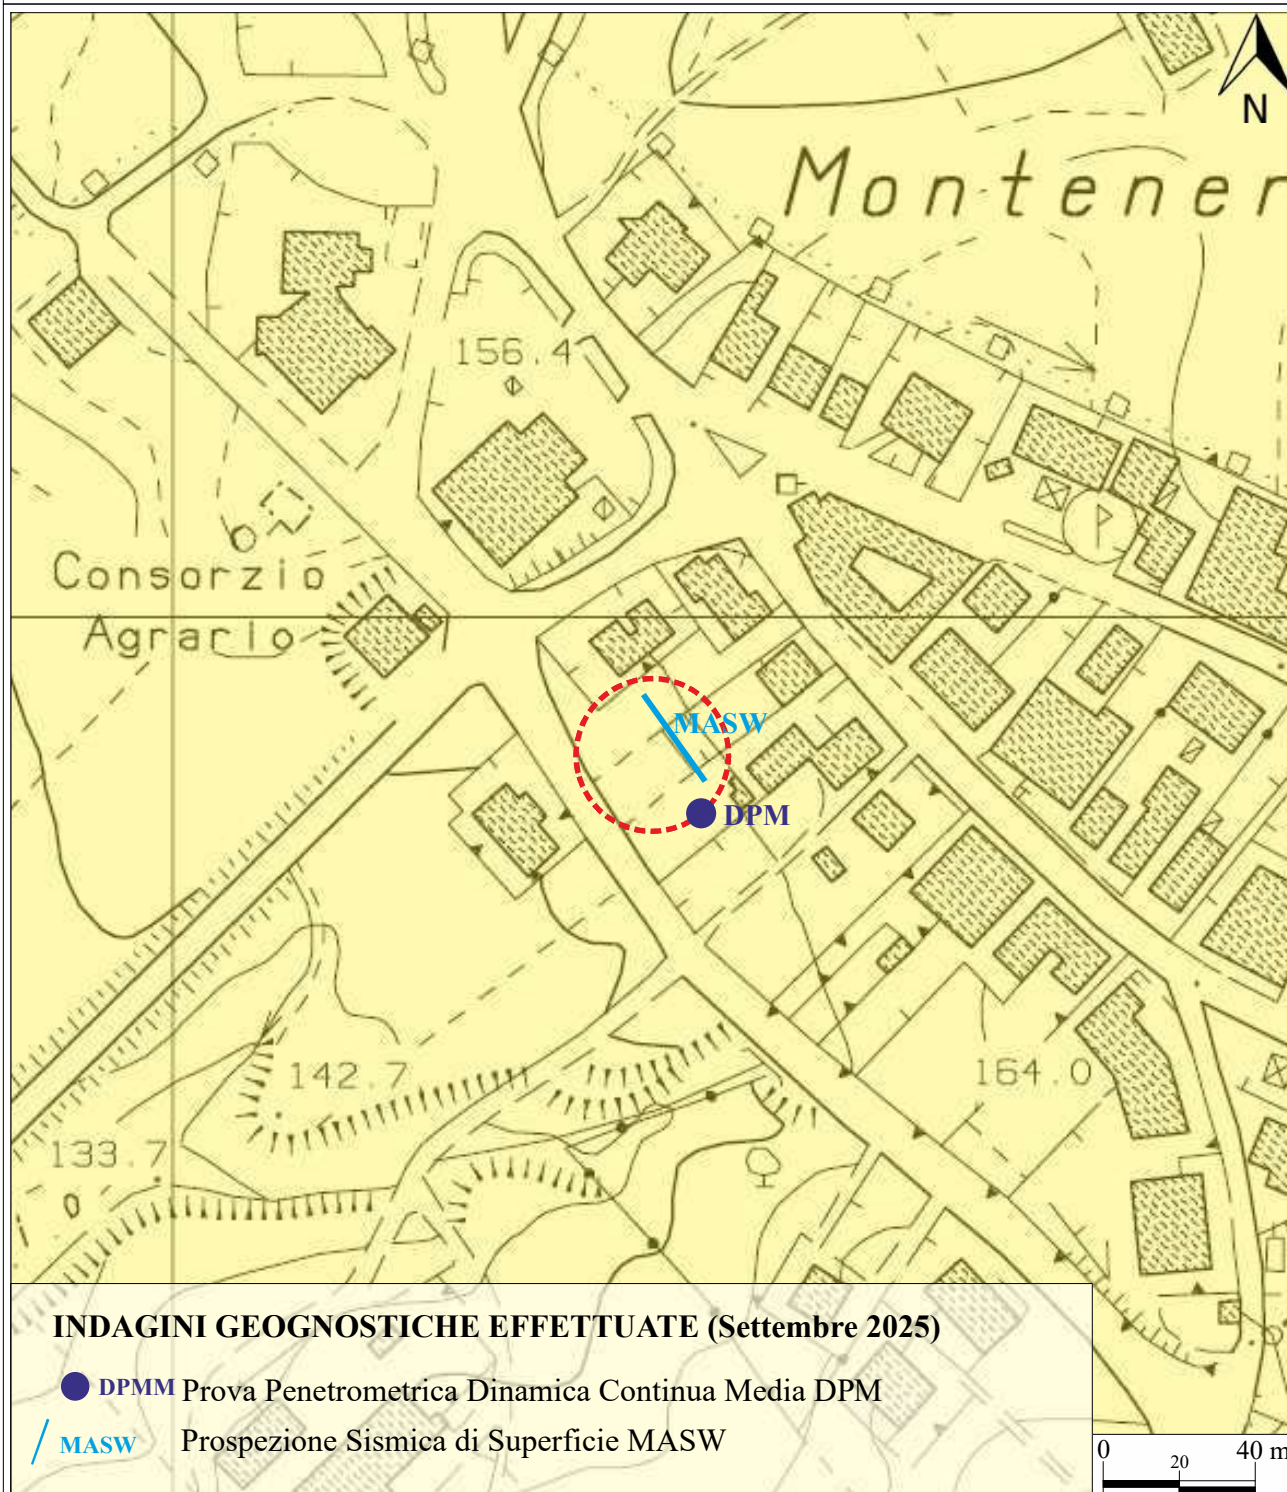 N
Montener
156.4
Consorzio
Agrario
MASW
DPM
142.7
164.0
133.7
INDAGINI GEOGNOSTICHE EFFETTUATE (Settembre 2025)
DPMM Prova Penetrometrica Dinamica Continua Media DPM
MASW Prospezione Sismica di Superficie MASW
0 20 40 m